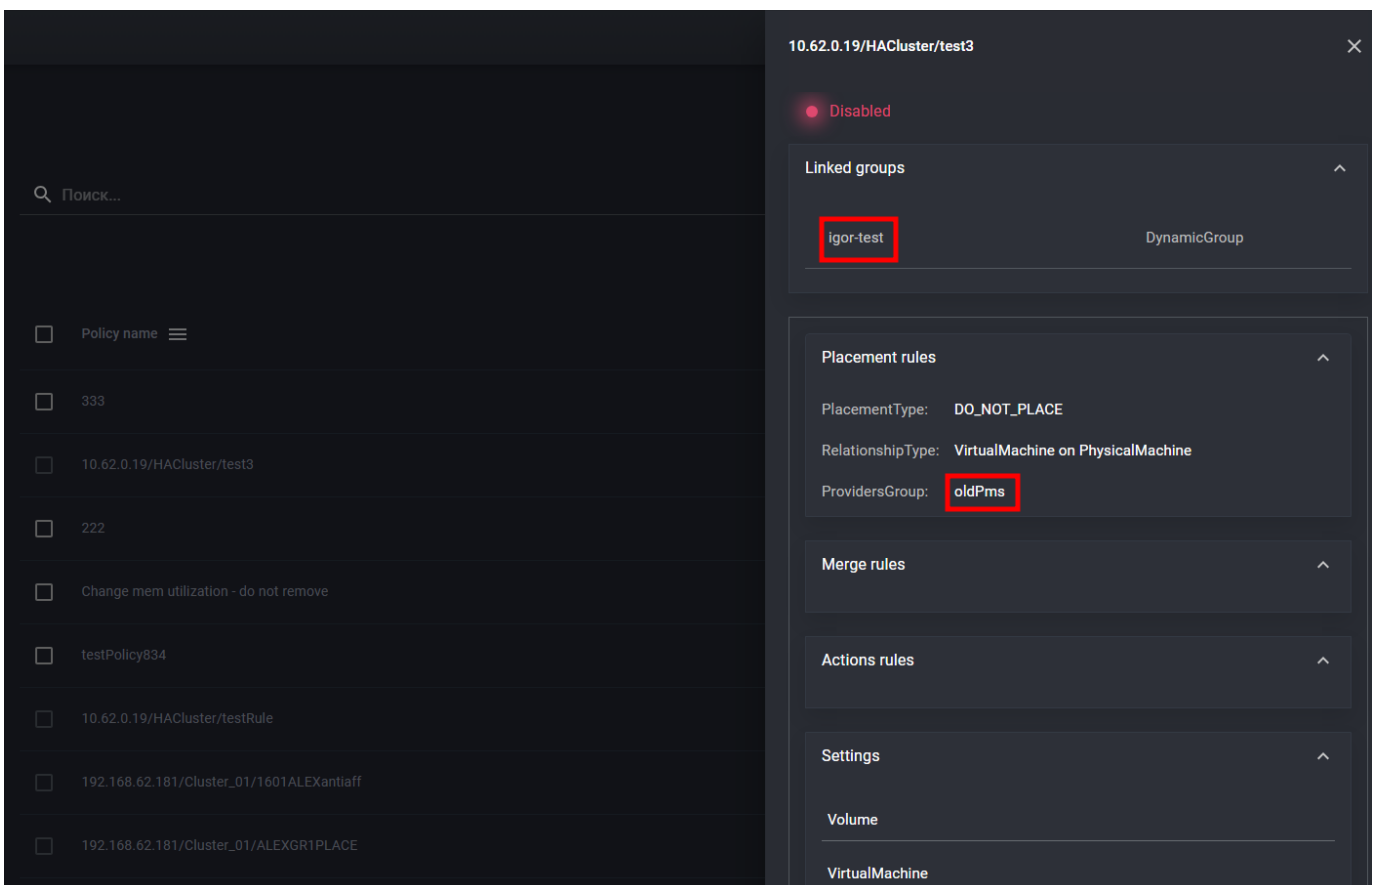 10.62.0.19/HACluster/test3
Disabled
Linked groups
igor-test DynamicGroup
Поиск...
Policy name
333
10.62.0.19/HACluster/test3
222
Change mem utilization - do not remove
testPolicy834
10.62.0.19/HACluster/testRule
192.168.62.181/Cluster_01/1601ALEXantiaff
192.168.62.181/Cluster_01/ALEXGR1PLACE
Placement rules
PlacementType: DO_NOT_PLACE
RelationshipType: VirtualMachine on PhysicalMachine
ProvidersGroup: oldPms
Merge rules
Actions rules
Settings
Volume
VirtualMachine